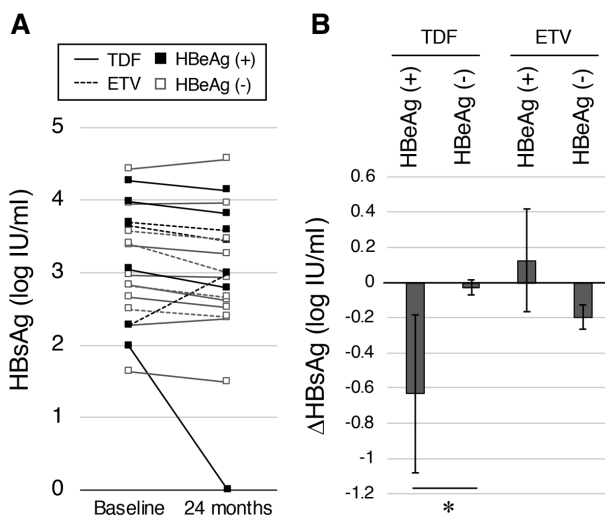 A
TDF HBeAg (+)
ETV HBeAg (-)
HBsAg (log IU/ml)
5
4
3
2
1
0
Baseline 24 months
B
TDF ETV
HBeAg (+) HBeAg (-) HBeAg (+) HBeAg (-)
ΔHBsAg (log IU/ml)
0.6
0.4
0.2
0
-0.2
-0.4
-0.6
-0.8
-1
-1.2
*